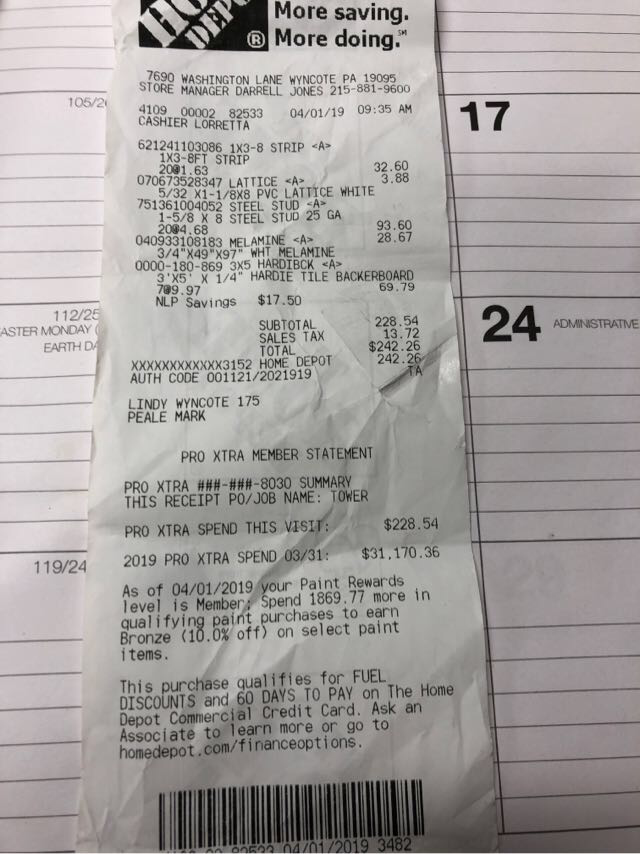 More saving.
More doing.℠
®
7690 WASHINGTON LANE WYNCOTE PA 19095
STORE MANAGER DARRELL JONES 215-881-9600
4109 00002 82533 04/01/19 09:35 AM
CASHIER LORRETTA
621241103086 1X3-8 STRIP <A>
1X3-8FT STRIP
20@1.63 32.60
070673528347 LATTICE <A> 3.88
5/32 X1-1/8X8 PVC LATTICE WHITE
751361004052 STEEL STUD <A>
1-5/8 X 8 STEEL STUD 25 GA
20@4.68 93.60
040933108183 MELAMINE <A> 28.67
3/4"X49"X97" WHT MELAMINE
0000-180-869 3X5 HARDIBCK <A>
3'X5' X 1/4" HARDIE TILE BACKERBOARD
7@9.97 69.79
NLP Savings $17.50
SUBTOTAL 228.54
SALES TAX 13.72
TOTAL $242.26
XXXXXXXXXXXX3152 HOME DEPOT 242.26
AUTH CODE 001121/2021919 TA
LINDY WYNCOTE 175
PEALE MARK
PRO XTRA MEMBER STATEMENT
PRO XTRA ###-###-8030 SUMMARY
THIS RECEIPT PO/JOB NAME: TOWER
PRO XTRA SPEND THIS VISIT: $228.54
2019 PRO XTRA SPEND 03/31: $31,170.36
As of 04/01/2019 your Paint Rewards
level is Member; Spend 1869.77 more in
qualifying paint purchases to earn
Bronze (10.0% off) on select paint
items.
This purchase qualifies for FUEL
DISCOUNTS and 60 DAYS TO PAY on The Home
Depot Commercial Credit Card. Ask an
Associate to learn more or go to
homedepot.com/financeoptions.
04/01/2019 3482
105/2
112/25
ASTER MONDAY (
EARTH DA
119/24
17
24 ADMINISTRATIVE